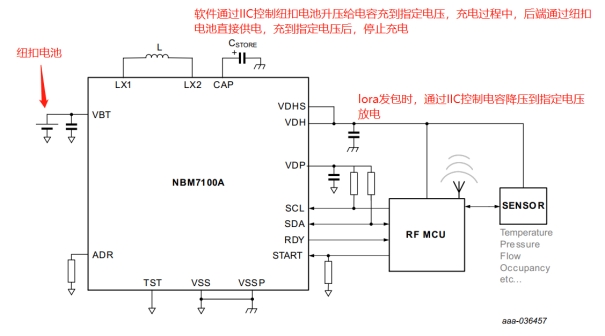 软件通过IIC控制纽扣电池升压给电容充到指定电压，充电过程中，后端通过纽扣
电池直接供电，充到指定电压后，停止充电
纽扣电池
L
CSTORE
+
LX1
LX2
CAP
VBT
VDHS
VDH
lora发包时，通过IIC控制电容降压到指定电压
放电
VDP
NBM7100A
SCL
SDA
RDY
START
RF MCU
SENSOR
Temperature
Pressure
Flow
Occupancy
etc...
ADR
TST
VSS
VSSP
aaa-036457